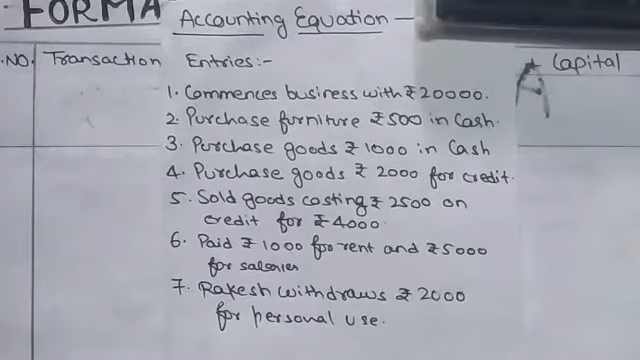 FORMA
Accounting Equation —
.NO. Transaction
Entries:-
+ Capital
A
1. Commences business with ₹20000.
2. Purchase furniture ₹500 in Cash.
3. Purchase goods ₹1000 in Cash
4. Purchase goods ₹ 2000 for credit.
5. Sold goods costing ₹2500 on
credit for ₹4000.
6. Paid ₹1000 for rent and ₹5000
for salaries
7. Rakesh withdraws ₹2000
for personal use.